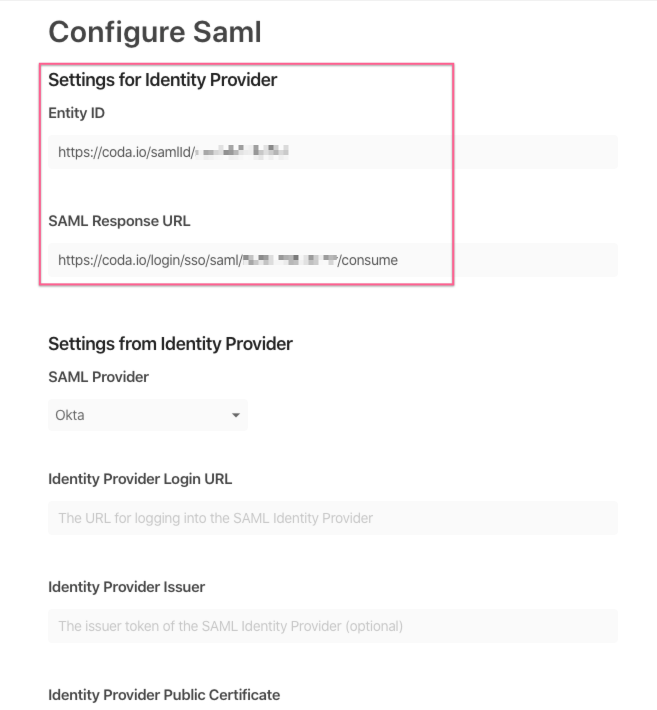 Configure Saml
Settings for Identity Provider
Entity ID
https://coda.io/samlId/
SAML Response URL
https://coda.io/login/sso/saml/ /consume
Settings from Identity Provider
SAML Provider
Okta
Identity Provider Login URL
The URL for logging into the SAML Identity Provider
Identity Provider Issuer
The issuer token of the SAML Identity Provider (optional)
Identity Provider Public Certificate